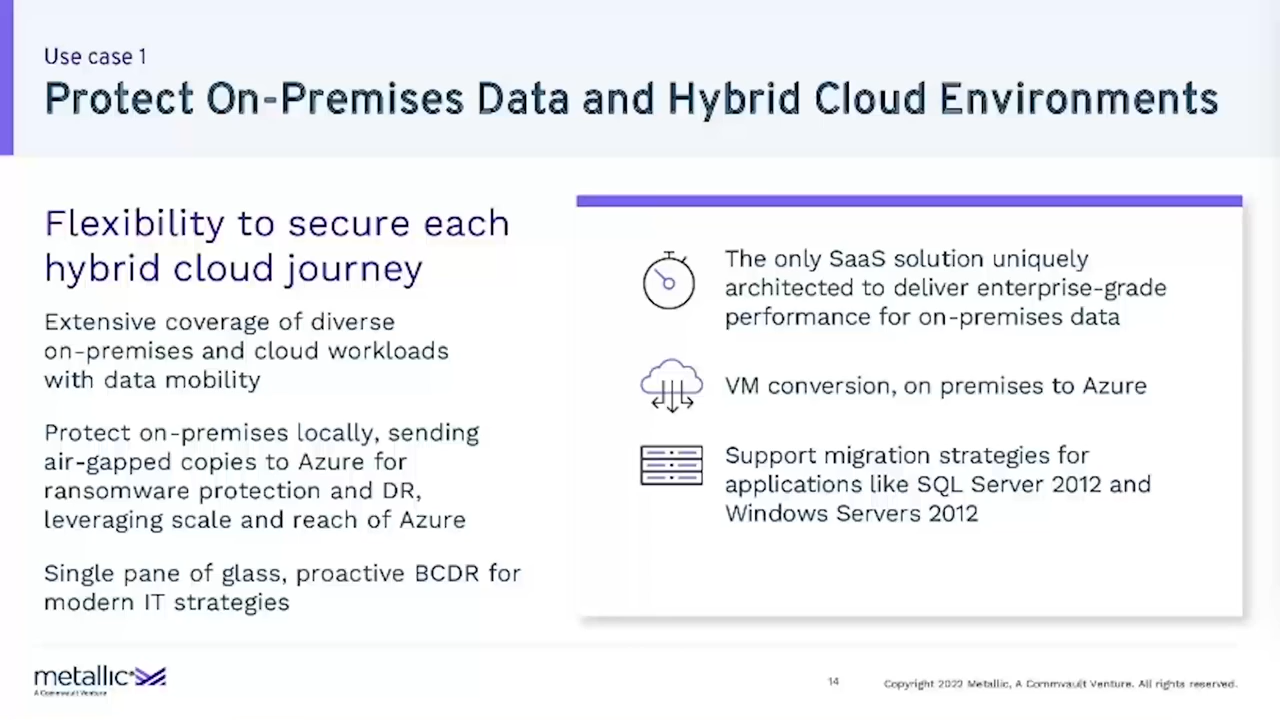 Use case 1
Protect On-Premises Data and Hybrid Cloud Environments
Flexibility to secure each
hybrid cloud journey
Extensive coverage of diverse
on-premises and cloud workloads
with data mobility
Protect on-premises locally, sending
air-gapped copies to Azure for
ransomware protection and DR,
leveraging scale and reach of Azure
Single pane of glass, proactive BCDR for
modern IT strategies
The only SaaS solution uniquely
architected to deliver enterprise-grade
performance for on-premises data
VM conversion, on premises to Azure
Support migration strategies for
applications like SQL Server 2012 and
Windows Servers 2012
metallic
A Commvault Venture
14
Copyright 2022 Metallic, A Commvault Venture. All rights reserved.